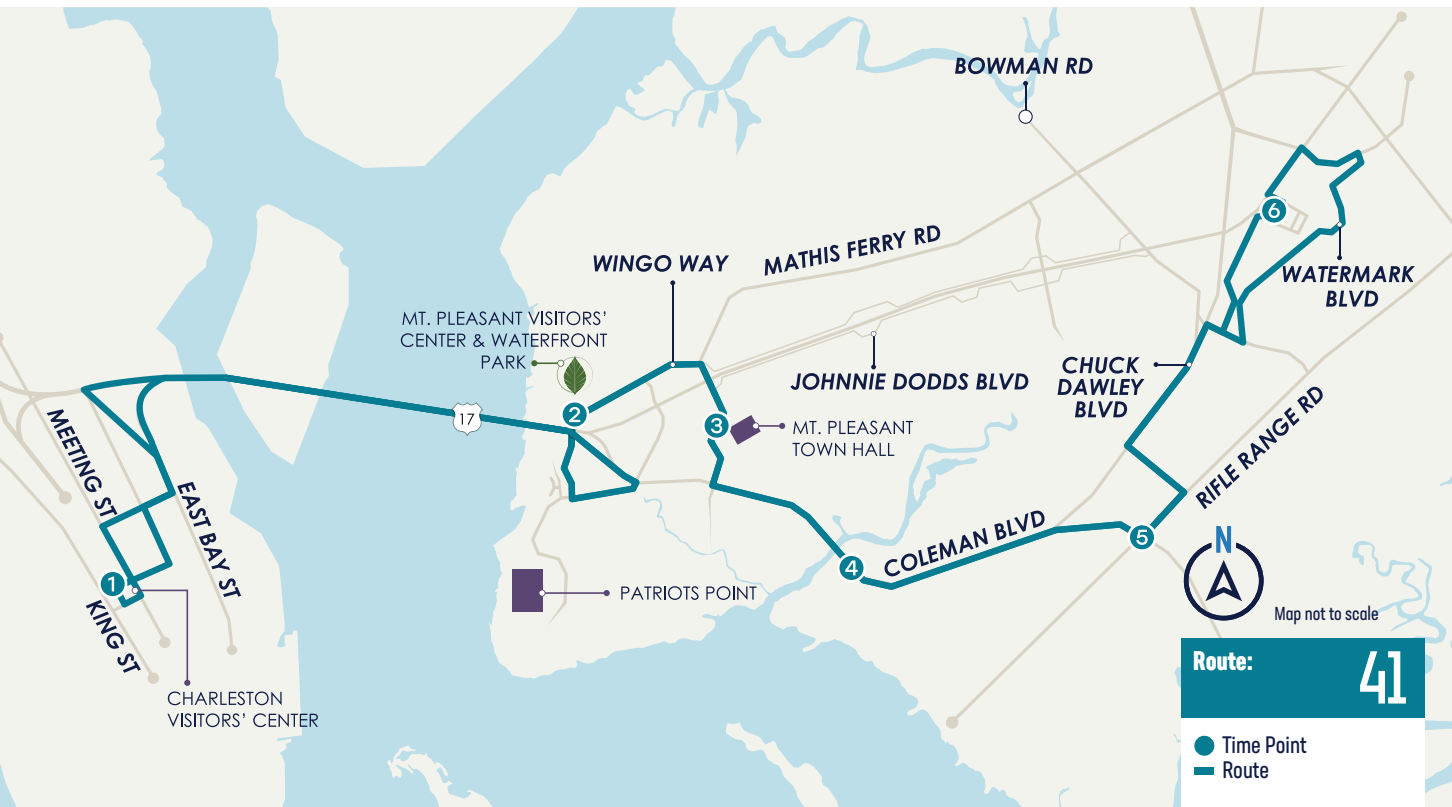 BOWMAN RD
MATHIS FERRY RD
WINGO WAY
WATERMARK
BLVD
MT. PLEASANT VISITORS'
CENTER & WATERFRONT
PARK
JOHNNIE DODDS BLVD
CHUCK
DAWLEY
BLVD
17
2
3
6
MT. PLEASANT
TOWN HALL
RIFLE RANGE RD
MEETING ST
EAST BAY ST
COLEMAN BLVD
1
4
5
KING ST
PATRIOTS POINT
N
Map not to scale
CHARLESTON
VISITORS' CENTER
Route:
41
Time Point
Route